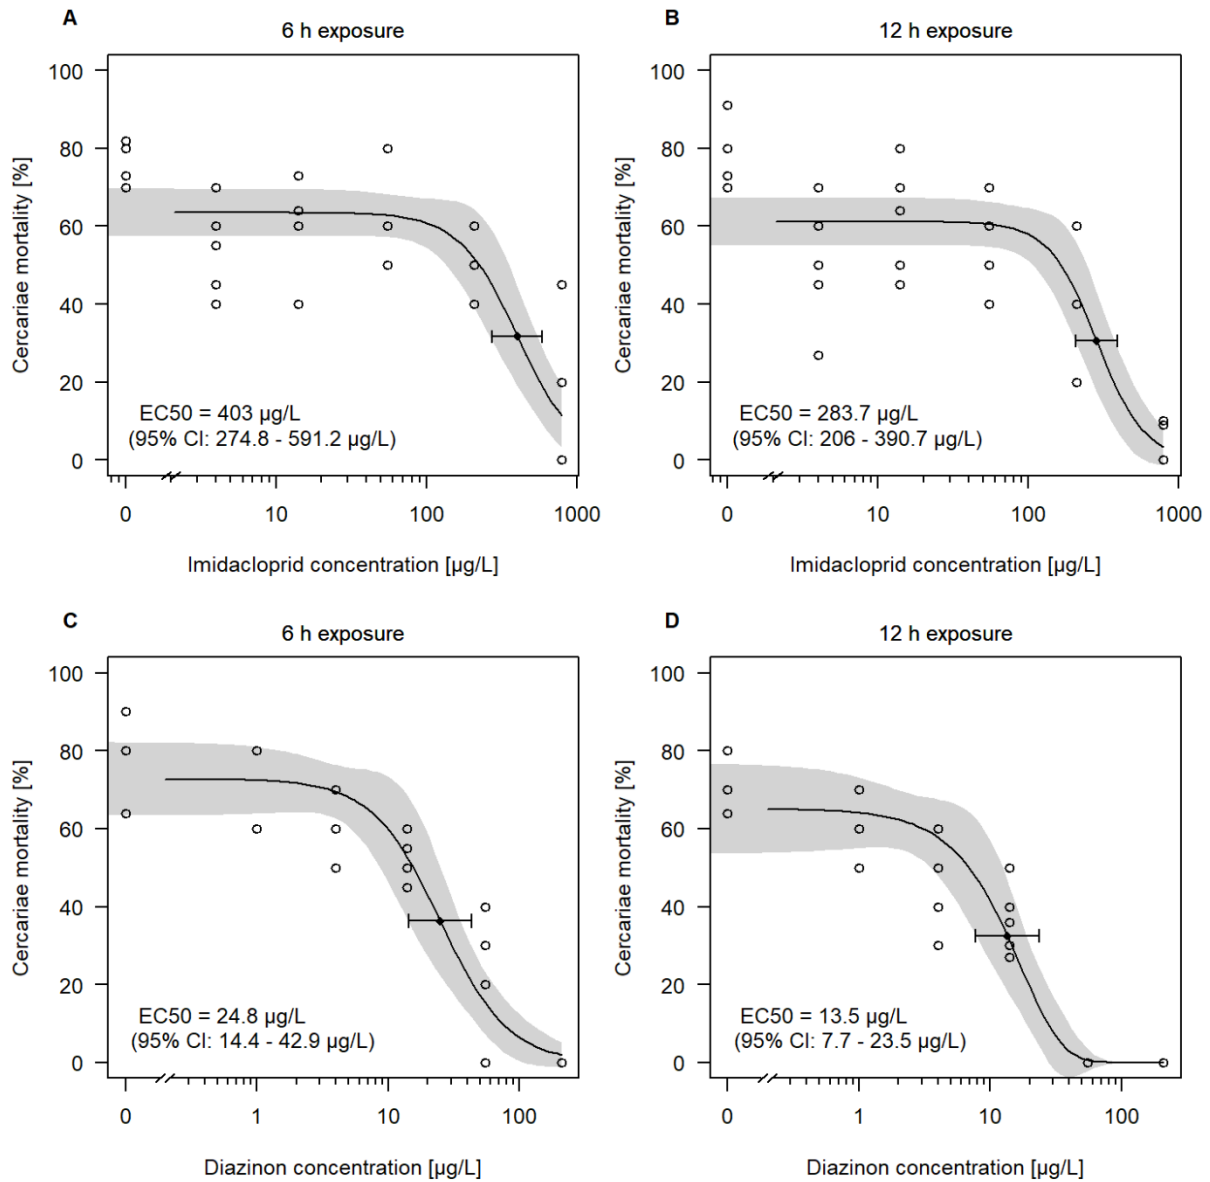 A
6 h exposure
100
80
60
40
20
0
Cercariae mortality [%]
EC50 = 403 µg/L
(95% CI: 274.8 - 591.2 µg/L)
0
10
100
1000
Imidacloprid concentration [µg/L]
B
12 h exposure
100
80
60
40
20
0
Cercariae mortality [%]
EC50 = 283.7 µg/L
(95% CI: 206 - 390.7 µg/L)
0
10
100
1000
Imidacloprid concentration [µg/L]
C
6 h exposure
100
80
60
40
20
0
Cercariae mortality [%]
EC50 = 24.8 µg/L
(95% CI: 14.4 - 42.9 µg/L)
0
1
10
100
Diazinon concentration [µg/L]
D
12 h exposure
100
80
60
40
20
0
Cercariae mortality [%]
EC50 = 13.5 µg/L
(95% CI: 7.7 - 23.5 µg/L)
0
1
10
100
Diazinon concentration [µg/L]